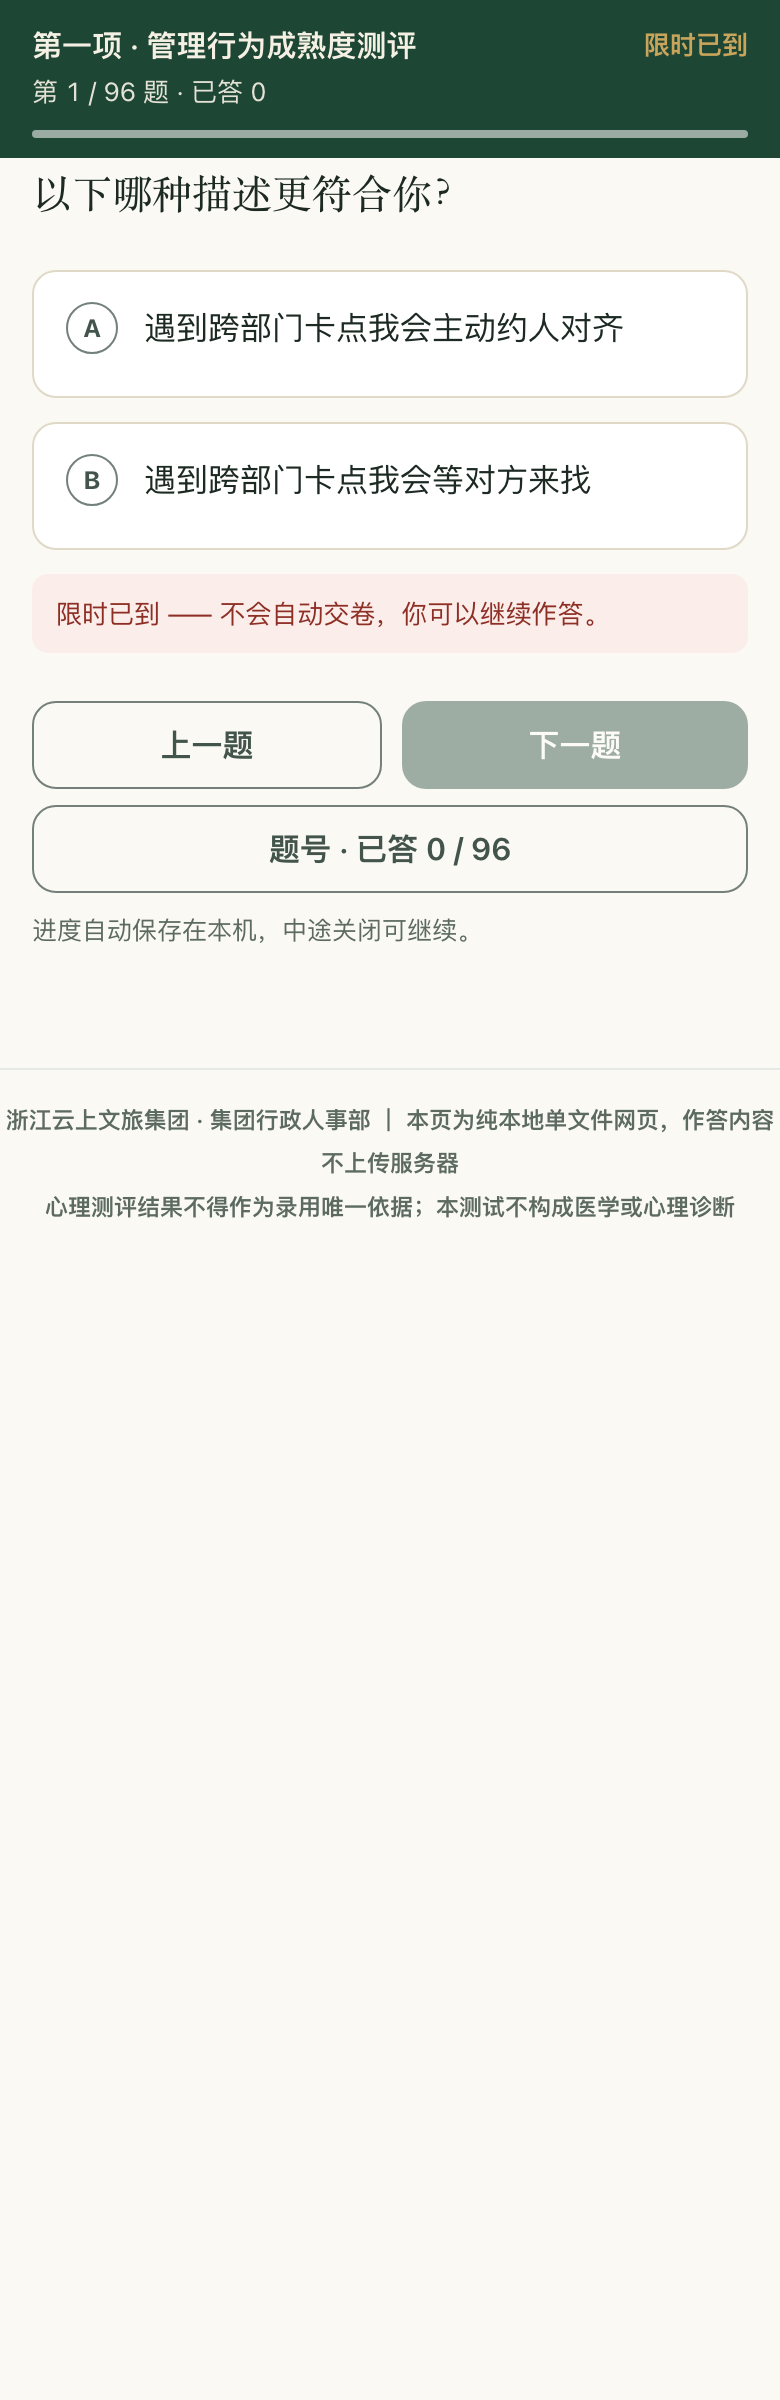 第一项 · 管理行为成熟度测评
限时已到
第 1 / 96 题 · 已答 0
以下哪种描述更符合你?
A 遇到跨部门卡点我会主动约人对齐
B 遇到跨部门卡点我会等对方来找
限时已到 —— 不会自动交卷，你可以继续作答。
上一题
下一题
题号 · 已答 0 / 96
进度自动保存在本机，中途关闭可继续。
浙江云上文旅集团 · 集团行政人事部 ｜ 本页为纯本地单文件网页，作答内容
不上传服务器
心理测评结果不得作为录用唯一依据；本测试不构成医学或心理诊断